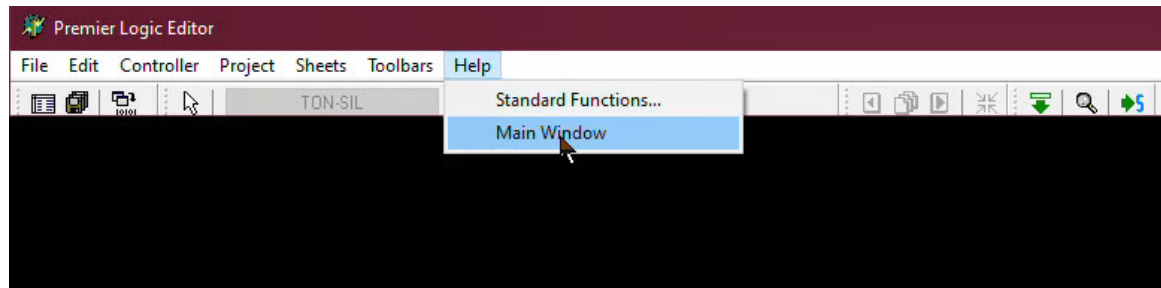 Premier Logic Editor
File Edit Controller Project Sheets Toolbars Help
TON-SIL
Standard Functions...
Main Window